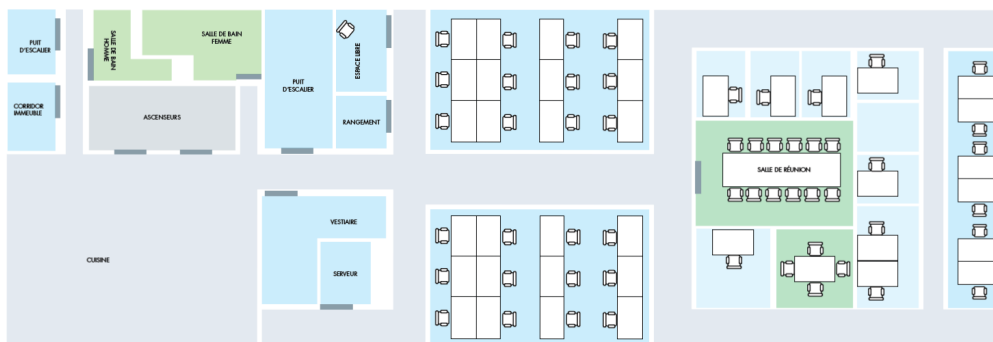 PUIT
D'ESCALIER
SALLE DE BAIN
HOMME
SALLE DE BAIN
FEMME
PUIT
D'ESCALIER
ESPACE LIBRE
CORRIDOR
IMMEUBLE
ASCENSEURS
RANGEMENT
SALLE DE RÉUNION
VESTIAIRE
CUISINE
SERVEUR